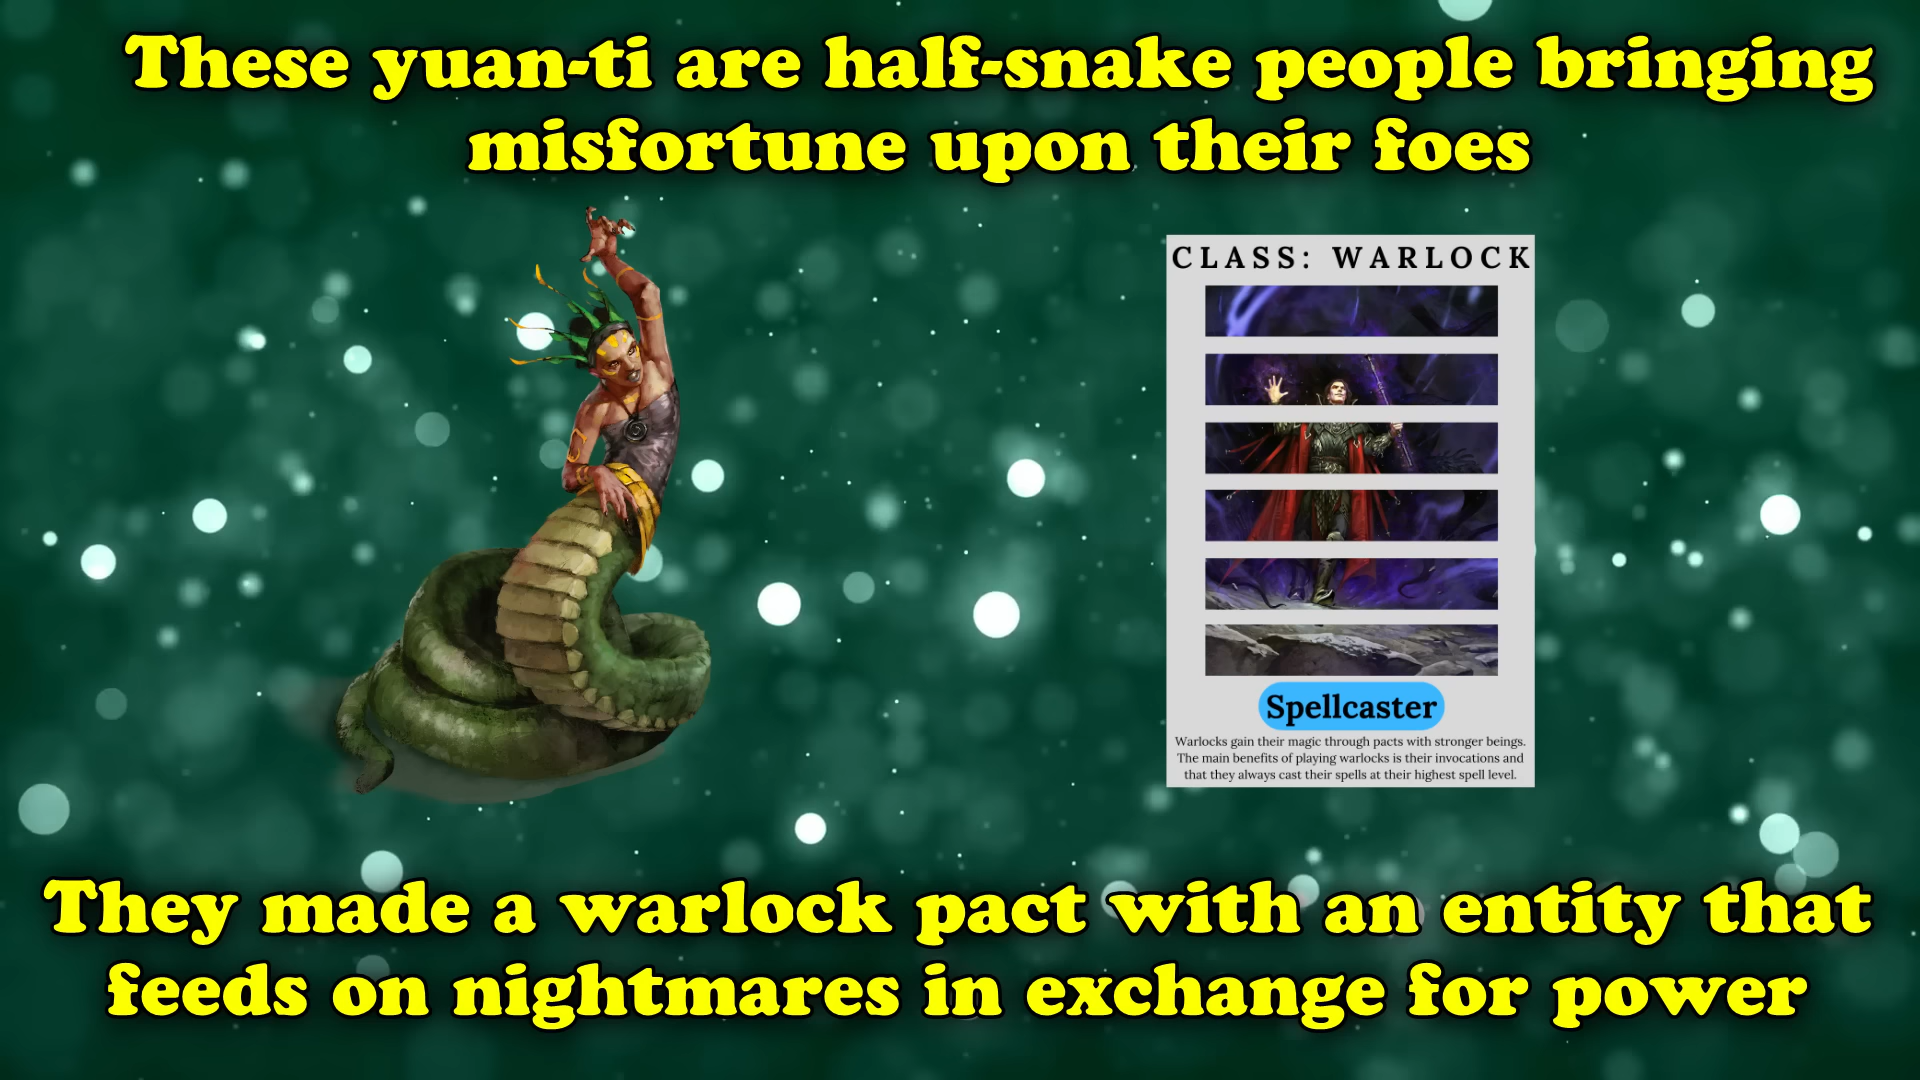 These yuan-ti are half-snake people bringing
misfortune upon their foes
CLASS: WARLOCK
Spellcaster
Warlocks gain their magic through pacts with stronger beings.
The main benefits of playing warlocks is their invocations and
that they always cast their spells at their highest spell level.
They made a warlock pact with an entity that
feeds on nightmares in exchange for power